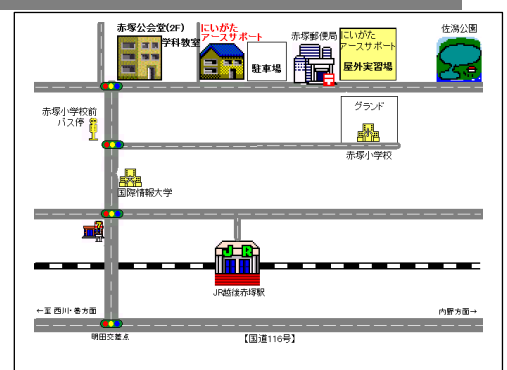 赤塚公会堂(2F)
学科教室
にいがた
アースサポート
駐車場
赤塚郵便局
にいがた
アースサポート
屋外実習場
佐潟公園
赤塚小学校前
バス停
グランド
赤塚小学校
国際情報大学
JR
JR越後赤塚駅
←至 西川・巻方面
内野方面→
明田交差点
【国道116号】